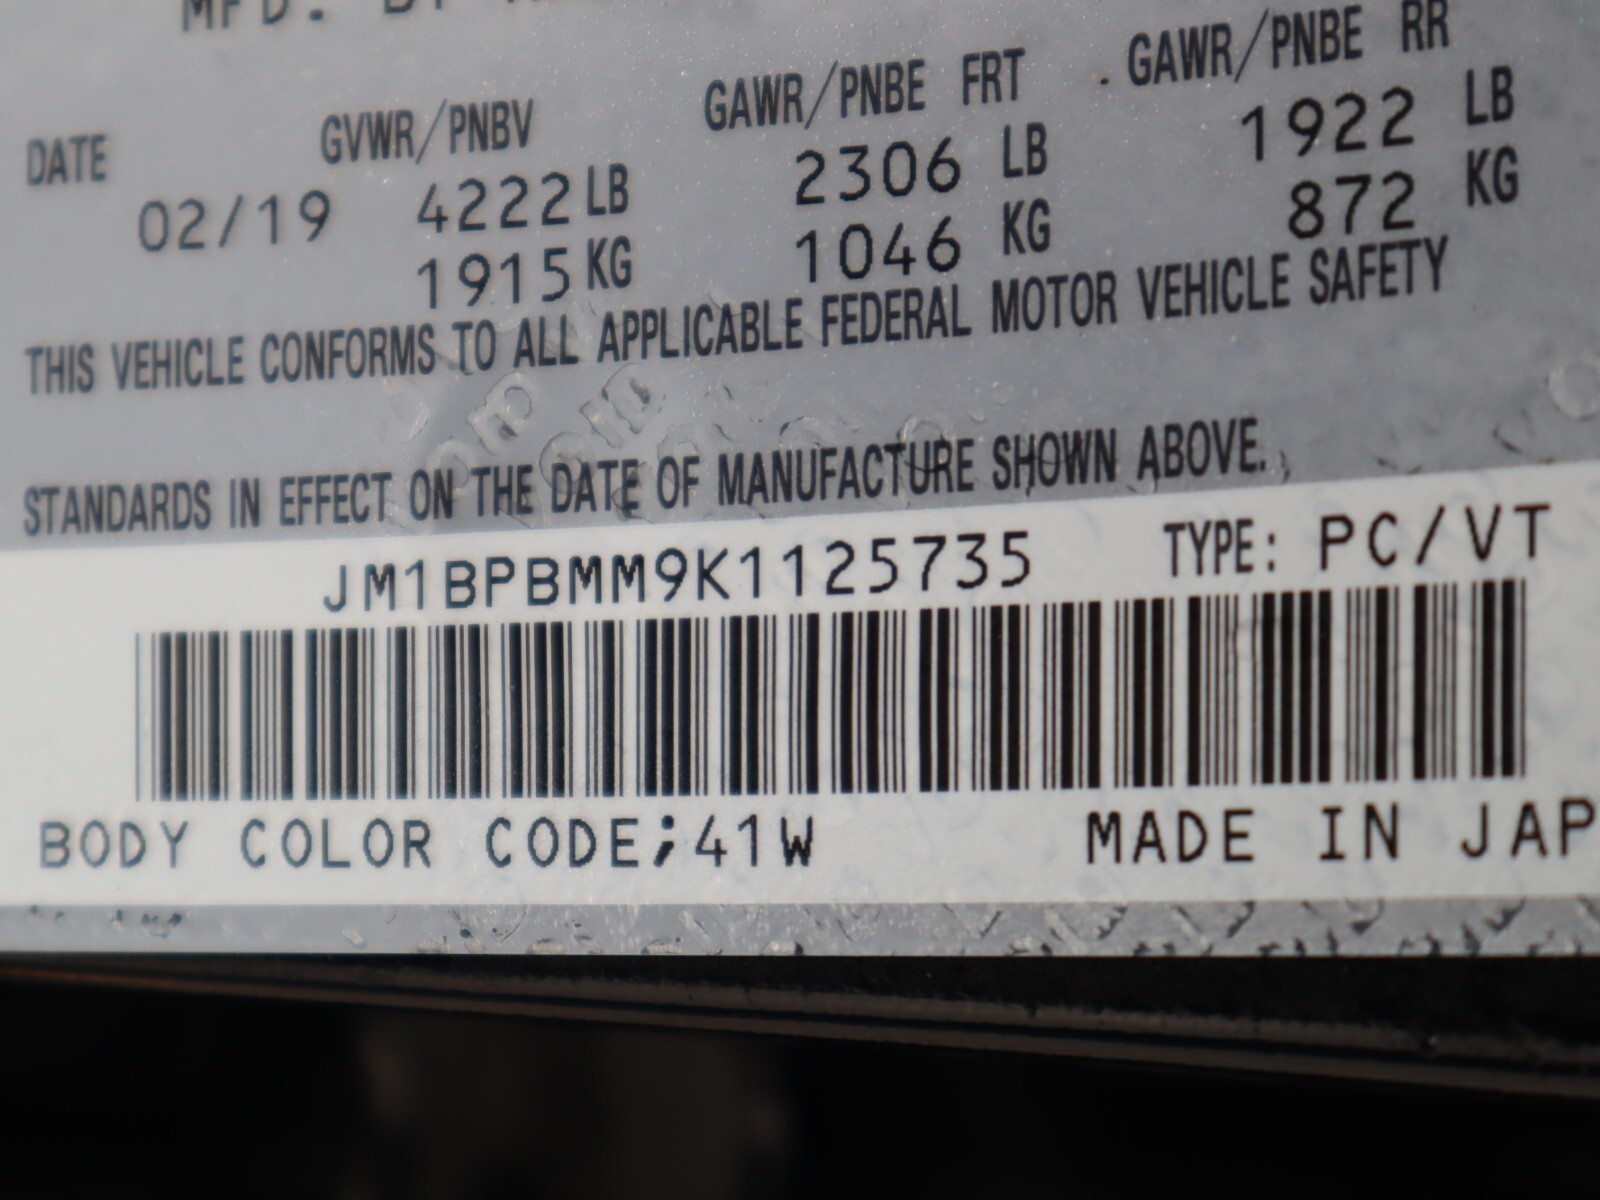 MFD. BY
DATE GVWR/PNBV GAWR/PNBE FRT GAWR/PNBE RR
02/19 4222 LB 2306 LB 1922 LB
1915 KG 1046 KG 872 KG
THIS VEHICLE CONFORMS TO ALL APPLICABLE FEDERAL MOTOR VEHICLE SAFETY
STANDARDS IN EFFECT ON THE DATE OF MANUFACTURE SHOWN ABOVE.
JM1BPBMM9K1125735 TYPE: PC/VT
BODY COLOR CODE;41W MADE IN JAP